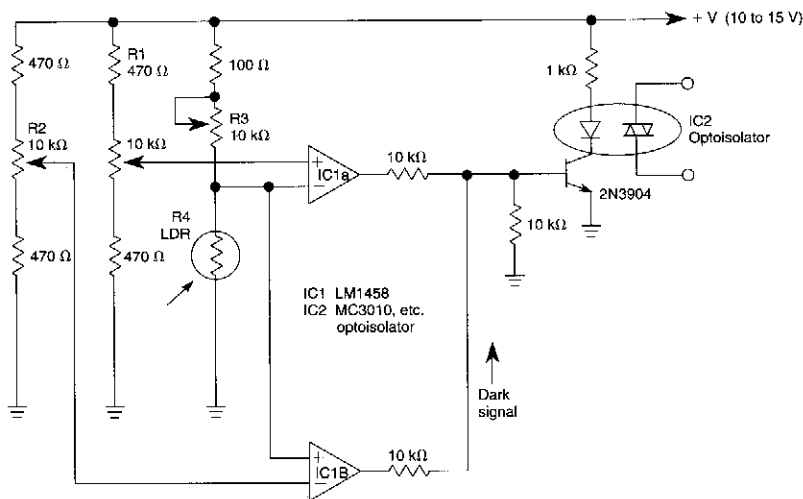 + V (10 to 15 V)
470 Ω
R1
470 Ω
100 Ω
1 kΩ
R2
10 kΩ
10 kΩ
R3
10 kΩ
IC2
Optoisolator
+
−
IC1a
10 kΩ
2N3904
R4
LDR
10 kΩ
470 Ω
470 Ω
IC1 LM1458
IC2 MC3010, etc.
optoisolator
Dark
signal
+
−
IC1B
10 kΩ